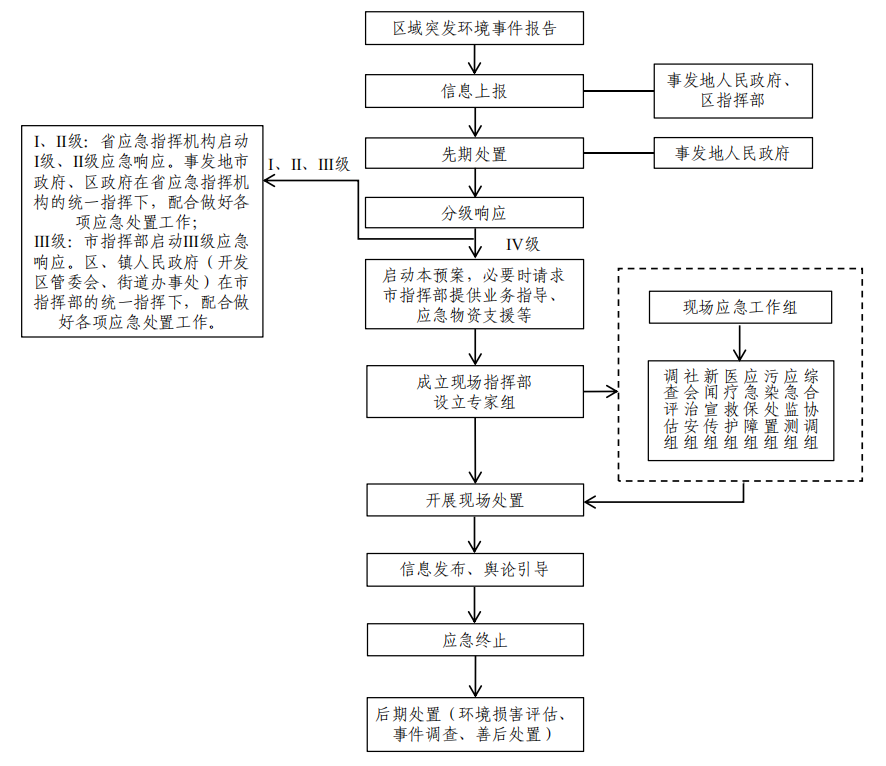 区域突发环境事件报告
信息上报
事发地人民政府、
区指挥部
先期处置
事发地人民政府
I、II级：省应急指挥机构启动
I级、II级应急响应。事发地市
政府、区政府在省应急指挥机
构的统一指挥下，配合做好各
项应急处置工作；
III级：市指挥部启动III级应急
响应。区、镇人民政府（开发
区管委会、街道办事处）在市
指挥部的统一指挥下，配合做
好各项应急处置工作。
I、II、III级
分级响应
IV级
启动本预案，必要时请求
市指挥部提供业务指导、
应急物资支援等
成立现场指挥部
设立专家组
现场应急工作组
调查评估组
社会治安组
新闻宣传组
医疗救护组
应急保障组
污染处置组
应急监测组
综合协调组
开展现场处置
信息发布、舆论引导
应急终止
后期处置（环境损害评估、
事件调查、善后处置）